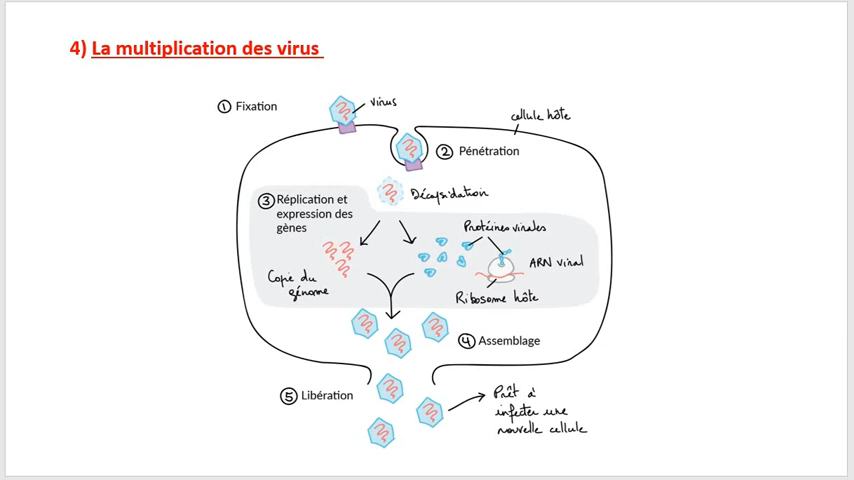 4) La multiplication des virus
① Fixation
virus
cellule hôte
② Pénétration
Décapsidation
③ Réplication et
expression des
gènes
Protéines virales
ARN viral
Copie du
génome
Ribosome hôte
④ Assemblage
⑤ Libération
Prêt à
infecter une
nouvelle cellule